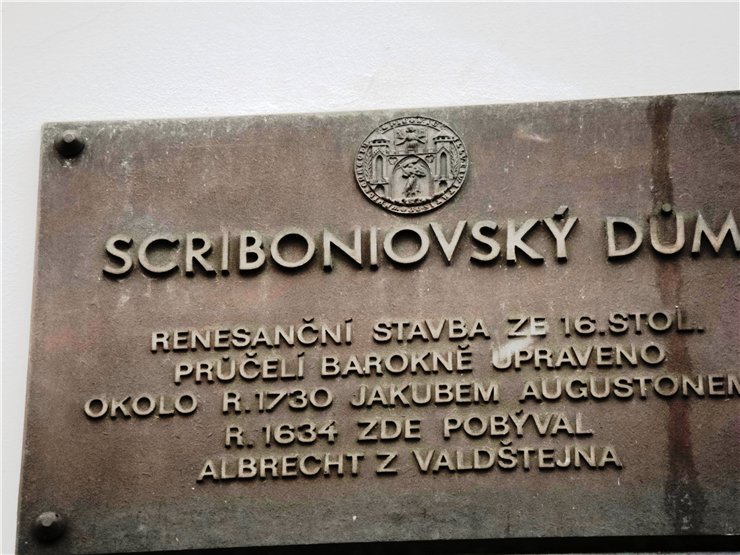 SCRIBONIOVSKÝ DŮM
RENESANČNÍ STAVBA ZE 16.STOL.
PRŮČELÍ BAROKNĚ UPRAVENO
OKOLO R.1730 JAKUBEM AUGUSTONEM
R.1634 ZDE POBÝVAL
ALBRECHT Z VALDŠTEJNA